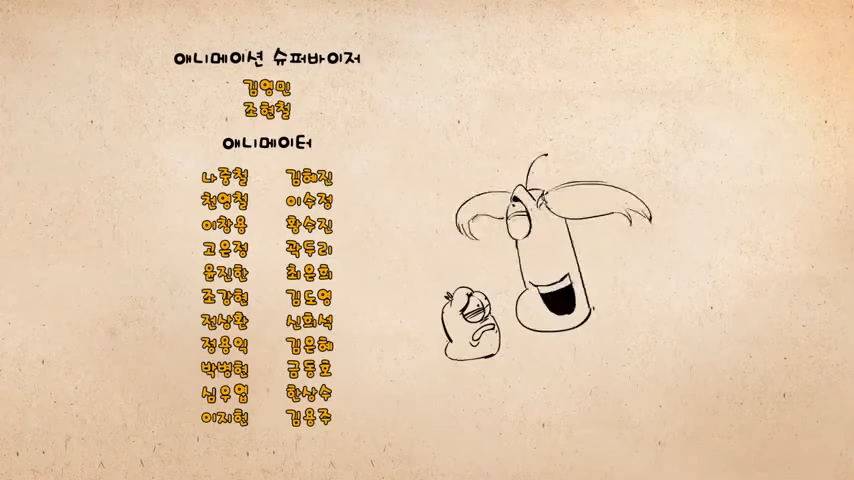 애니메이션 슈퍼바이저
김영민
조현철
애니메이터
나중철 김혜진
천영철 이수정
이창용 황수진
고은정 곽두리
윤진한 최은희
조강현 김도영
전상환 신희석
정용익 김은혜
박병현 금동호
심우엽 한상수
이지현 김용주